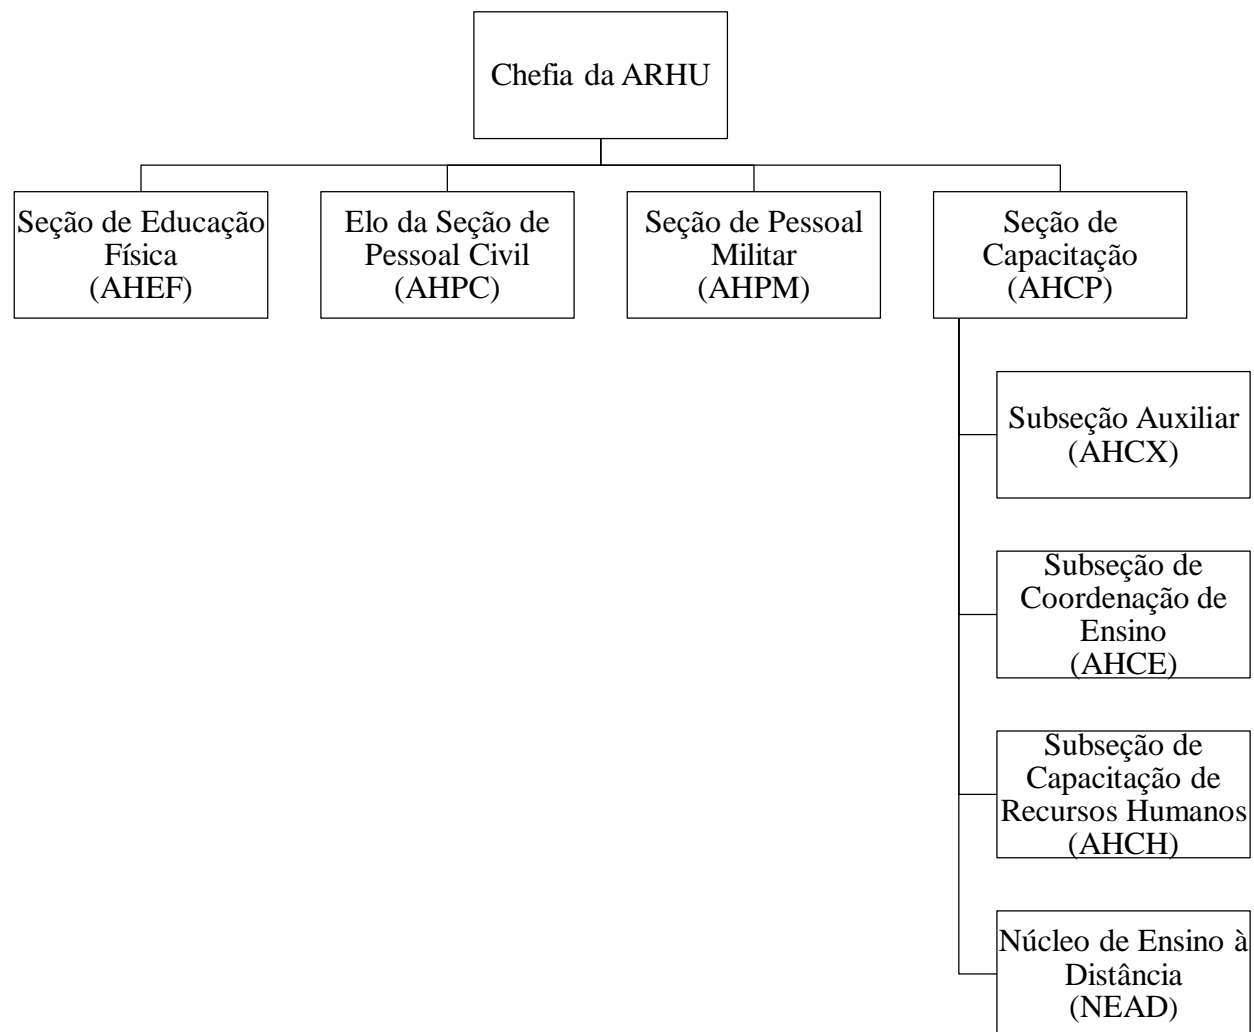 Chefia da ARHU
Seção de Educação
Física
(AHEF)
Elo da Seção de
Pessoal Civil
(AHPC)
Seção de Pessoal
Militar
(AHPM)
Seção de
Capacitação
(AHCP)
Subseção Auxiliar
(AHCX)
Subseção de
Coordenação de
Ensino
(AHCE)
Subseção de
Capacitação de
Recursos Humanos
(AHCH)
Núcleo de Ensino à
Distância
(NEAD)